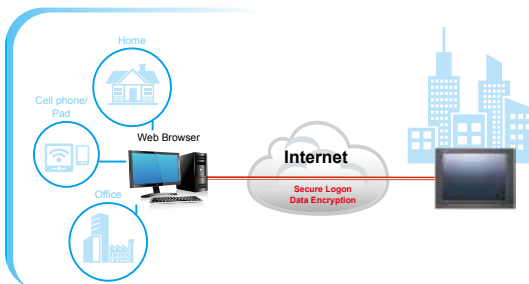 Home
Cell phone/
Pad
Web Browser
Office
Internet
Secure Logon
Data Encryption